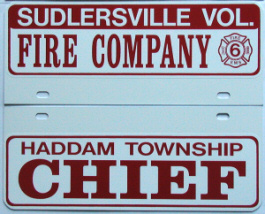 SUDLERSVILLE VOL.
FIRE COMPANY
6
HADDAM TOWNSHIP
CHIEF